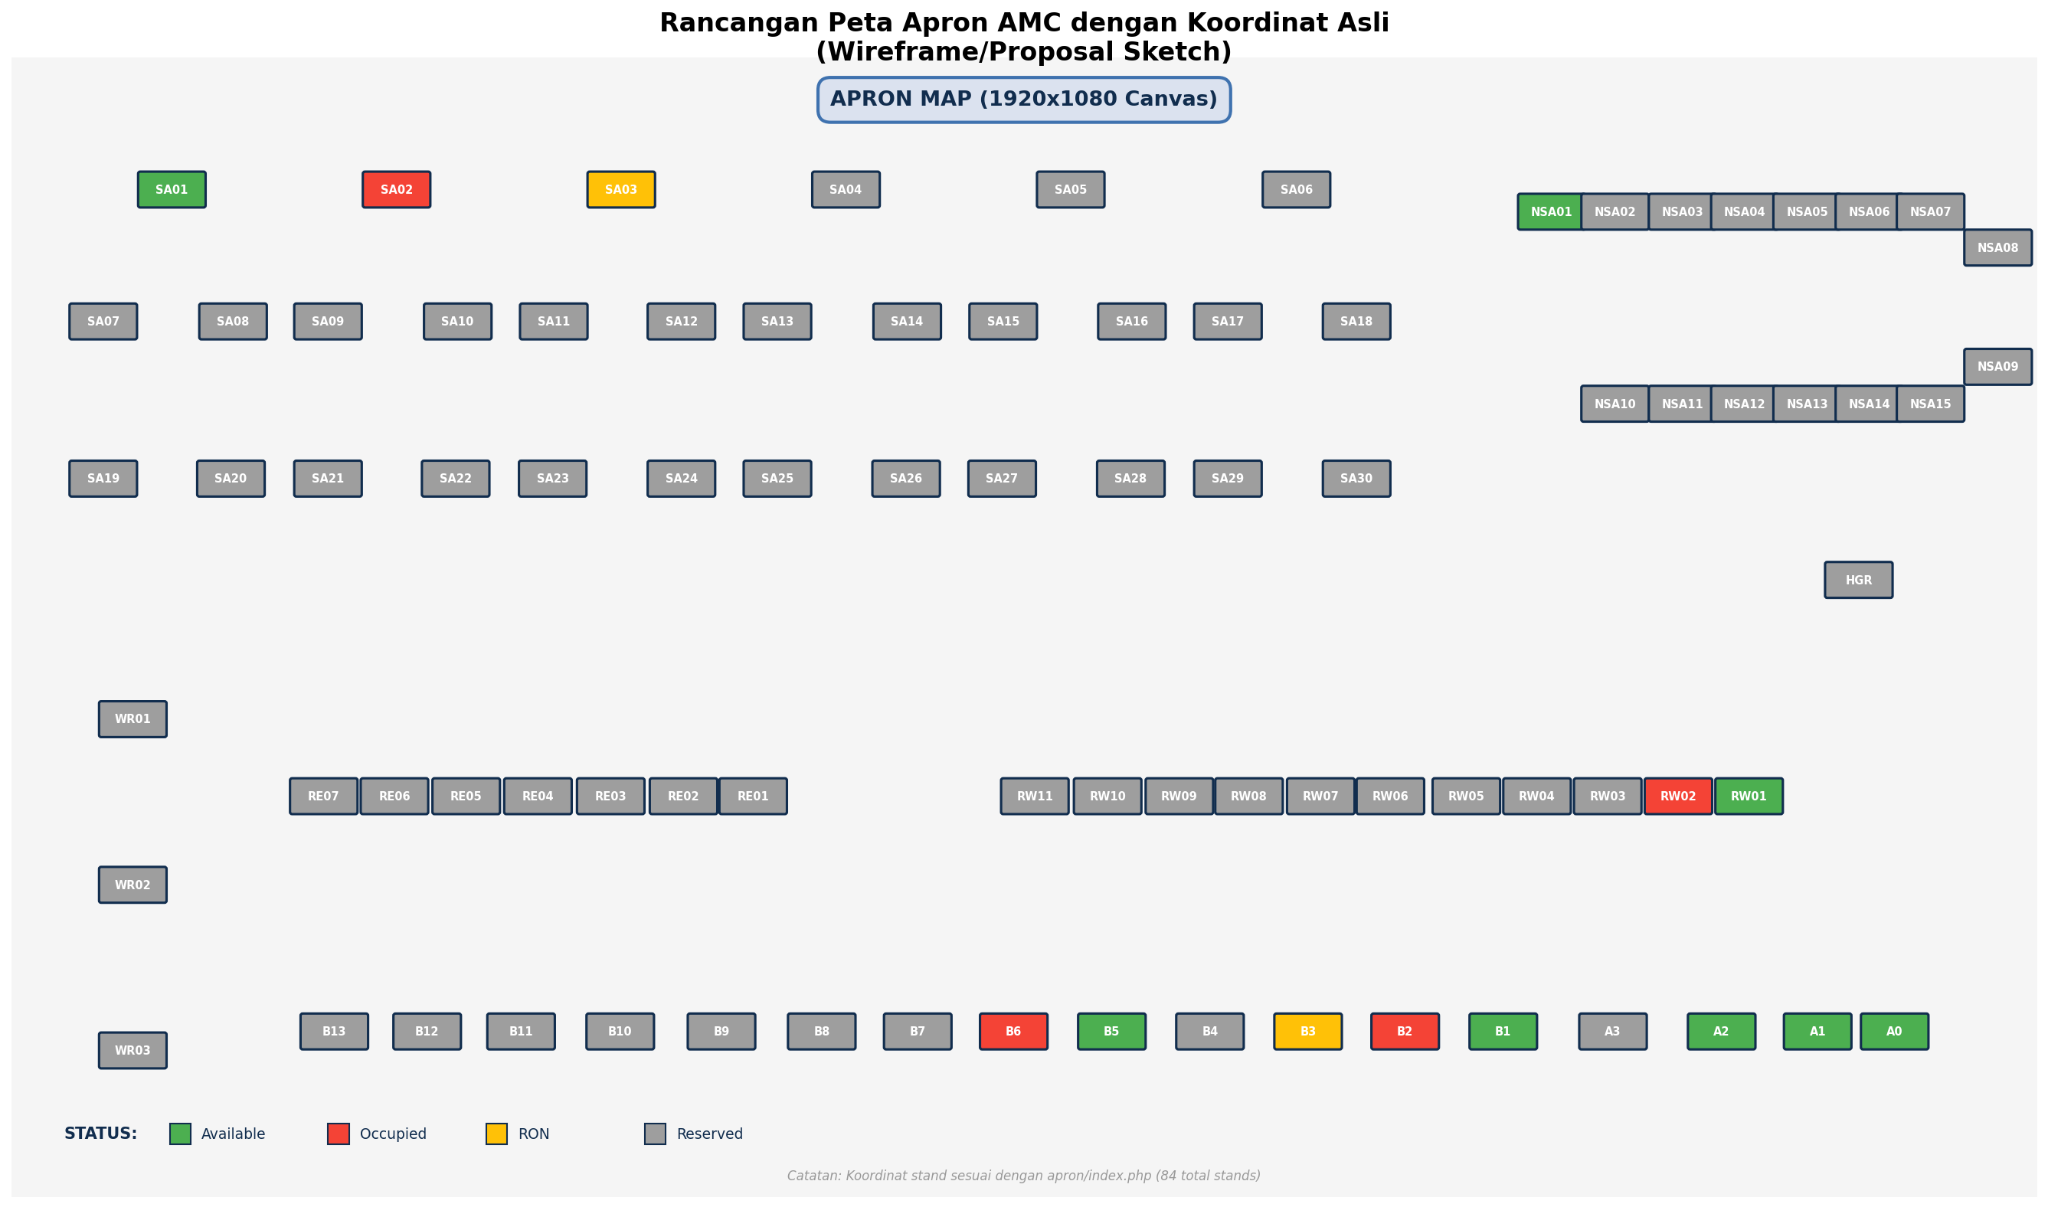 Rancangan Peta Apron AMC dengan Koordinat Asli
(Wireframe/Proposal Sketch)
APRON MAP (1920x1080 Canvas)
SA01 SA02 SA03 SA04 SA05 SA06
NSA01 NSA02 NSA03 NSA04 NSA05 NSA06 NSA07
NSA08
SA07 SA08 SA09 SA10 SA11 SA12 SA13 SA14 SA15 SA16 SA17 SA18
NSA09
NSA10 NSA11 NSA12 NSA13 NSA14 NSA15
SA19 SA20 SA21 SA22 SA23 SA24 SA25 SA26 SA27 SA28 SA29 SA30
HGR
WR01
RE07 RE06 RE05 RE04 RE03 RE02 RE01 RW11 RW10 RW09 RW08 RW07 RW06 RW05 RW04 RW03 RW02 RW01
WR02
B13 B12 B11 B10 B9 B8 B7 B6 B5 B4 B3 B2 B1 A3 A2 A1 A0
WR03
STATUS: Available Occupied RON Reserved
Catatan: Koordinat stand sesuai dengan apron/index.php (84 total stands)